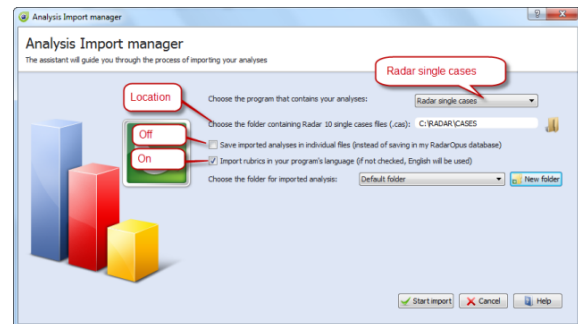 Analysis Import manager
Analysis Import manager
The assistant will guide you through the process of importing your analyses
Radar single cases
Location
Choose the program that contains your analyses: Radar single cases
Choose the folder containing Radar 10 single cases files (.cas): C:\RADAR\CASES
Off
Save imported analyses in individual files (instead of saving in my RadarOpus database)
On
Import rubrics in your program's language (if not checked, English will be used)
Choose the folder for imported analysis: Default folder New folder
Start import Cancel Help